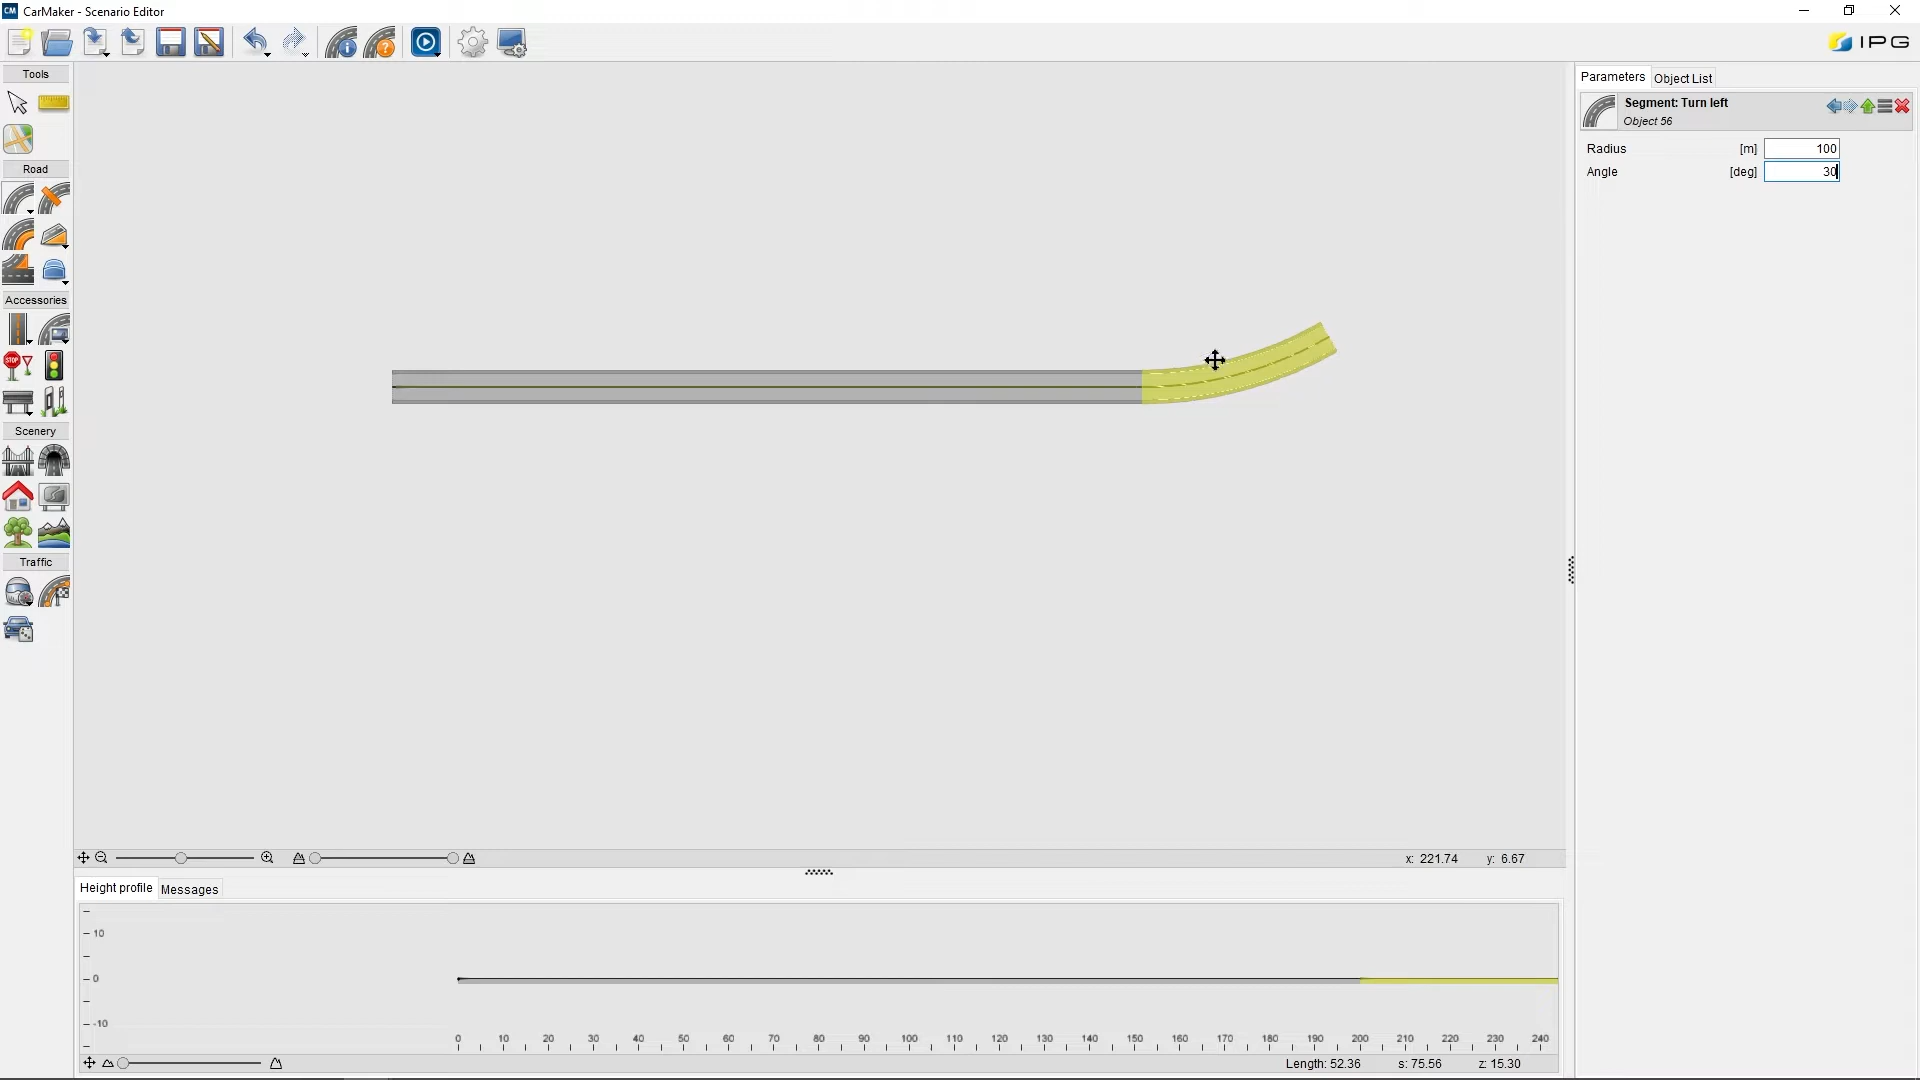 CM CarMaker - Scenario Editor
IPG
Tools
Road
Accessories
STOP
Scenery
Traffic
Parameters Object List
Segment: Turn left
Object 56
Radius [m] 100
Angle [deg] 30
x: 221.74 y: 6.67
Height profile Messages
10
0
-10
0 10 20 30 40 50 60 70 80 90 100 110 120 130 140 150 160 170 180 190 200 210 220 230 240
Length: 52.36 s: 75.56 z: 15.30